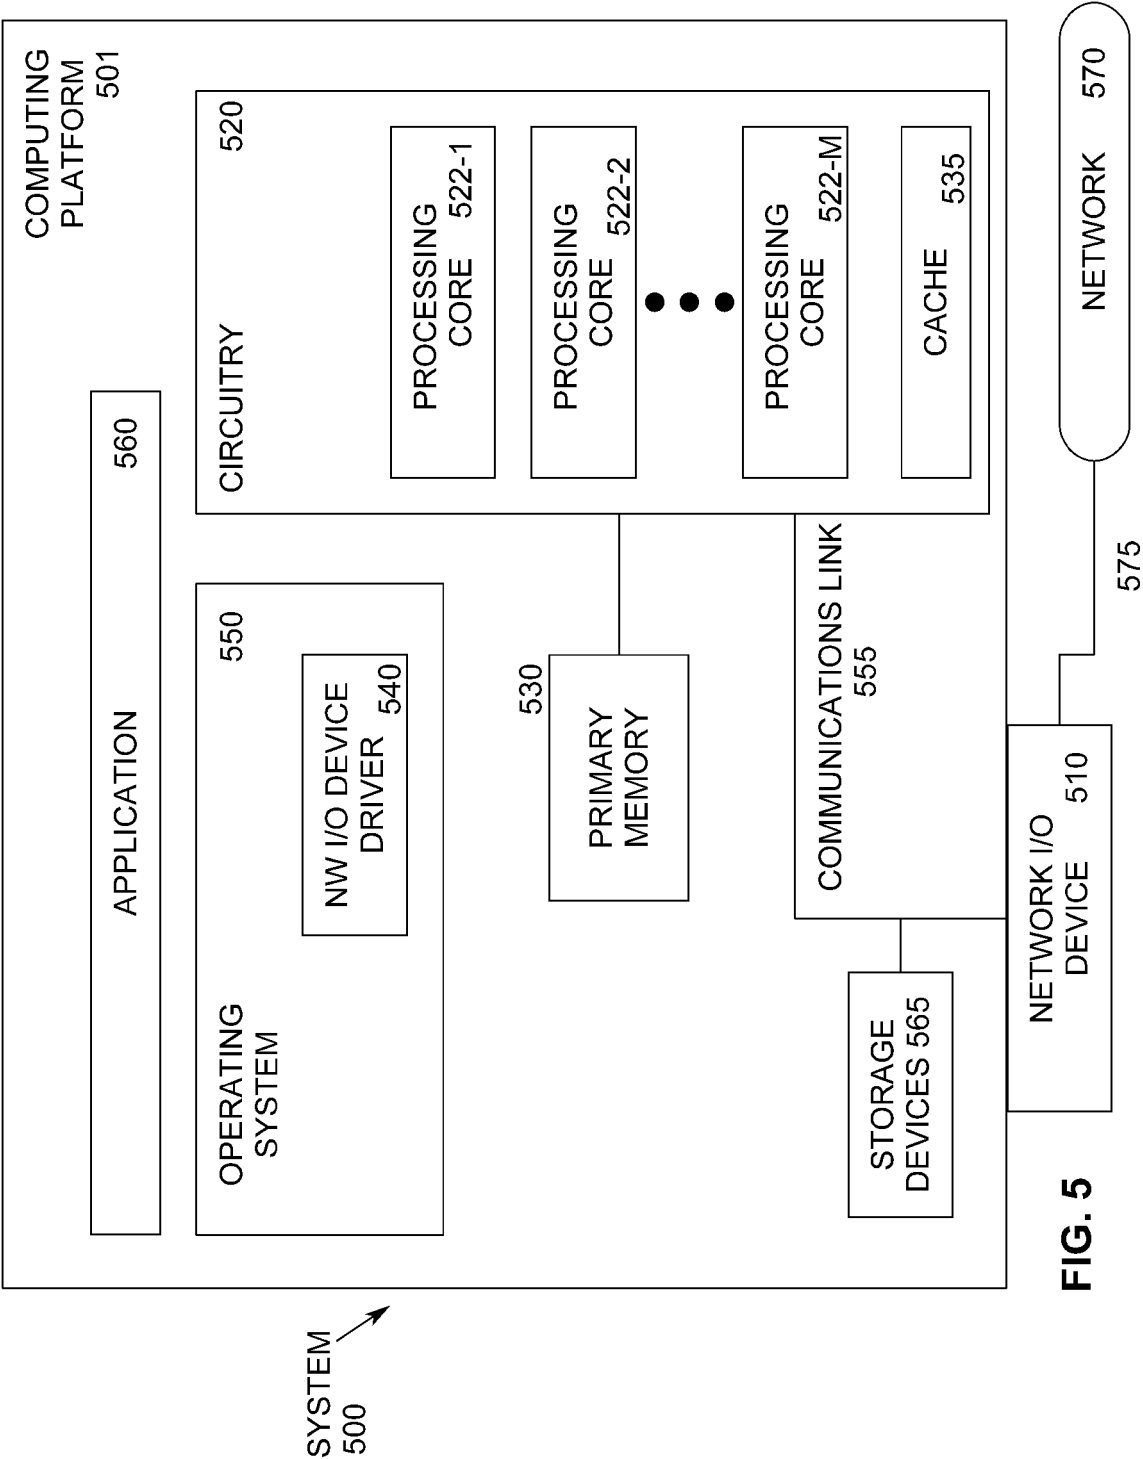 SYSTEM
500
COMPUTING
PLATFORM
501
APPLICATION 560
OPERATING
SYSTEM
550
NW I/O DEVICE
DRIVER 540
CIRCUITRY 520
PROCESSING
CORE 522-1
PROCESSING
CORE 522-2
PROCESSING
CORE 522-M
CACHE 535
530
PRIMARY
MEMORY
COMMUNICATIONS LINK
555
STORAGE
DEVICES 565
NETWORK I/O
DEVICE 510
575
NETWORK 570
FIG. 5